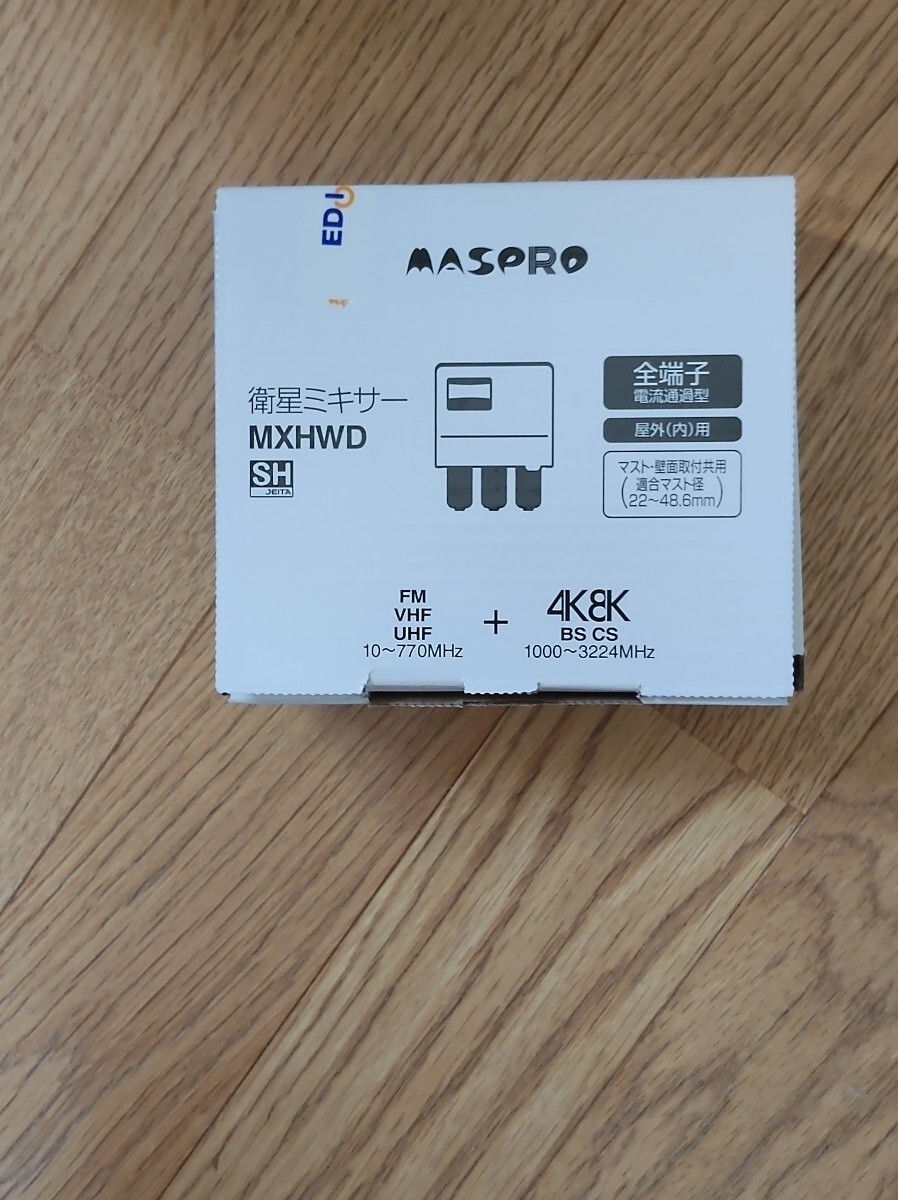 EDI
MASPRO
衛星ミキサー
MXHWD
SH
JEITA
全端子
電流通過型
屋外(内)用
マスト・壁面取付共用
適合マスト径
(22~48.6mm)
FM
VHF
UHF
10~770MHz
+
4K8K
BS CS
1000~3224MHz